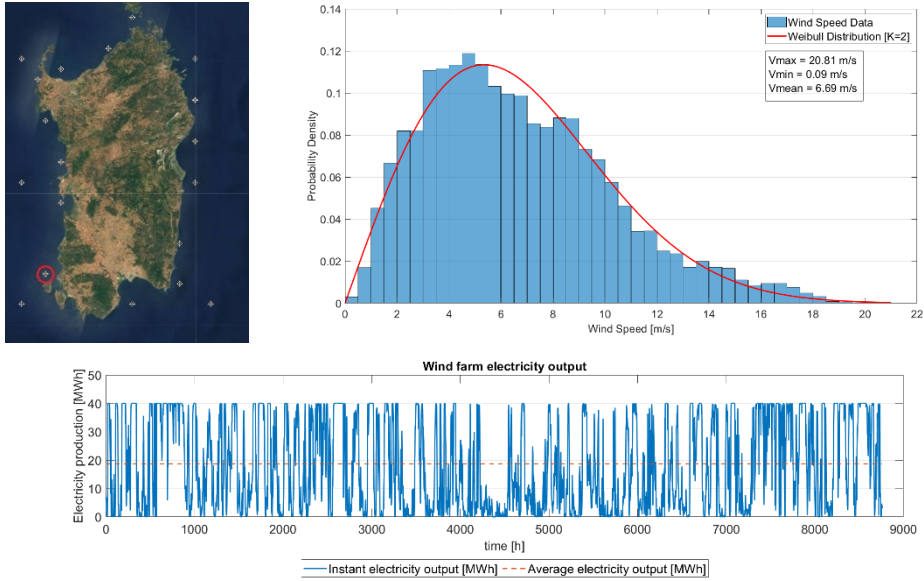 0.14
0.12
0.1
0.08
0.06
0.04
0.02
0
Probability Density
0 2 4 6 8 10 12 14 16 18 20 22
Wind Speed [m/s]
Wind Speed Data
Weibull Distribution [K=2]
Vmax = 20.81 m/s
Vmin = 0.09 m/s
Vmean = 6.69 m/s
Wind farm electricity output
50
40
30
20
10
0
Electricity production [MWh]
0 1000 2000 3000 4000 5000 6000 7000 8000 9000
time [h]
Instant electricity output [MWh]
Average electricity output [MWh]